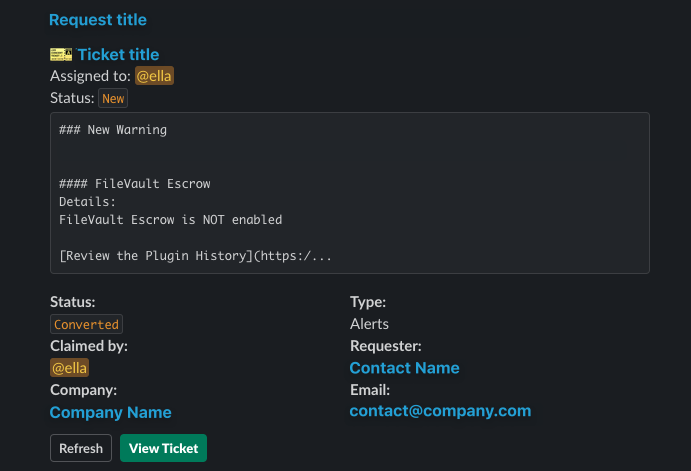 Request title
Ticket title
Assigned to: @ella
Status: New
### New Warning
#### FileVault Escrow
Details:
FileVault Escrow is NOT enabled
[Review the Plugin History](https:/...
Status:
Converted
Claimed by:
@ella
Company:
Company Name
Type:
Alerts
Requester:
Contact Name
Email:
contact@company.com
Refresh
View Ticket